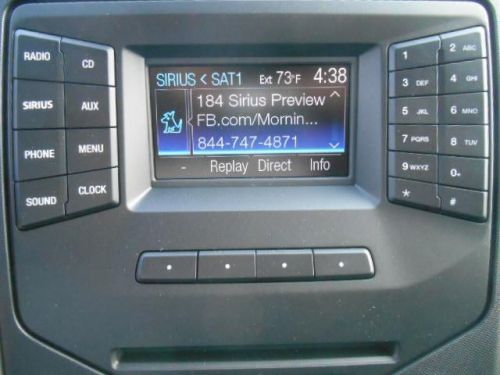 RADIO
CD
SIRIUS
AUX
PHONE
MENU
SOUND
CLOCK
SIRIUS < SAT1 Ext 73°F 4:38
184 Sirius Preview
FB.com/Mornin...
844-747-4871
- Replay Direct Info
1
2 ABC
3 DEF
4 GHI
5 JKL
6 MNO
7 PQRS
8 TUV
9 WXYZ
0
*
#